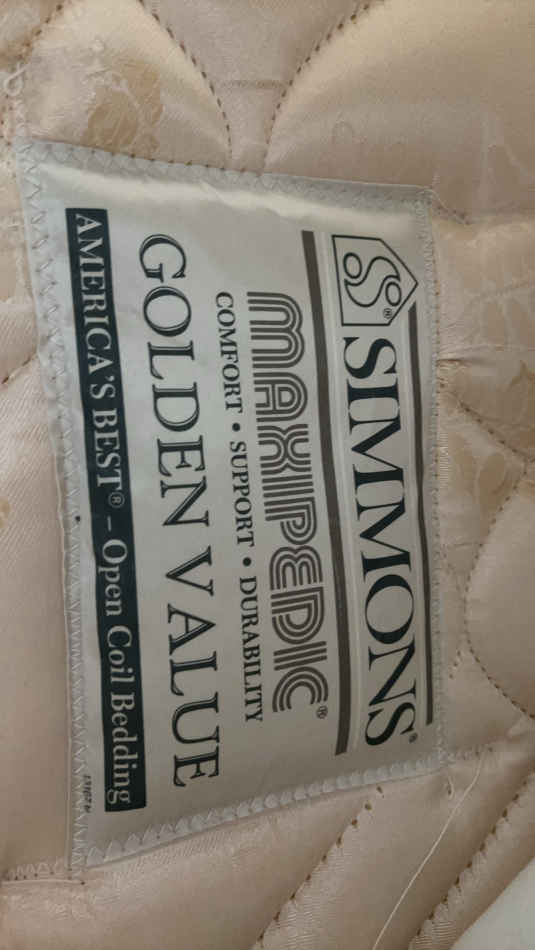 SIMMONS®
MAXIPEDIC®
COMFORT • SUPPORT • DURABILITY
GOLDEN VALUE
AMERICA'S BEST® – Open Coil Bedding